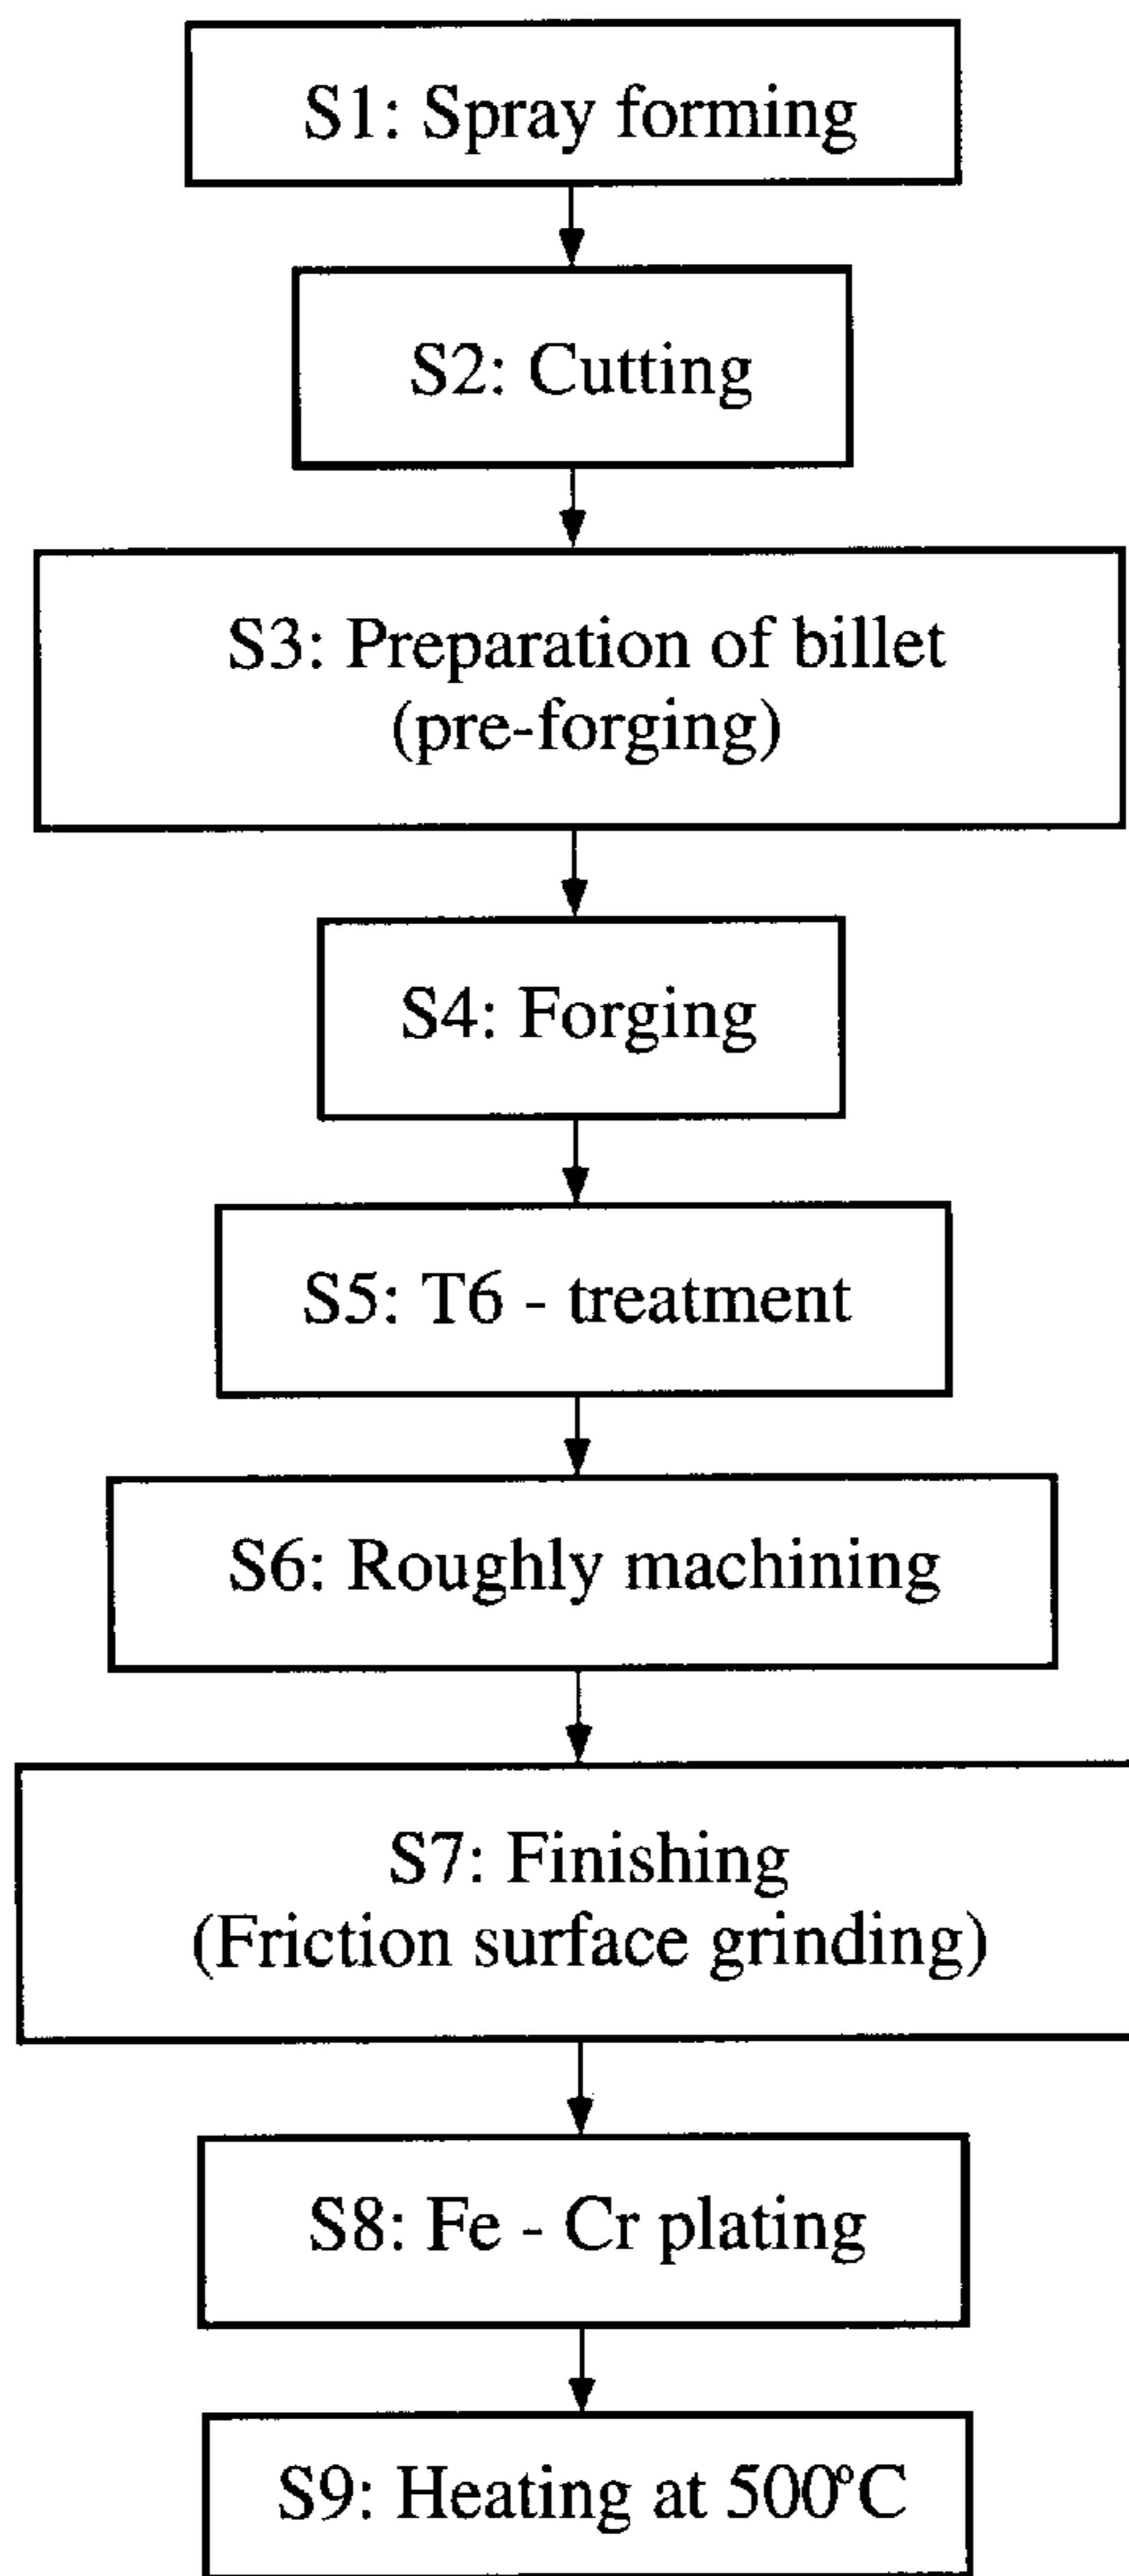 S1: Spray forming
S2: Cutting
S3: Preparation of billet
(pre-forging)
S4: Forging
S5: T6 - treatment
S6: Roughly machining
S7: Finishing
(Friction surface grinding)
S8: Fe - Cr plating
S9: Heating at 500°C